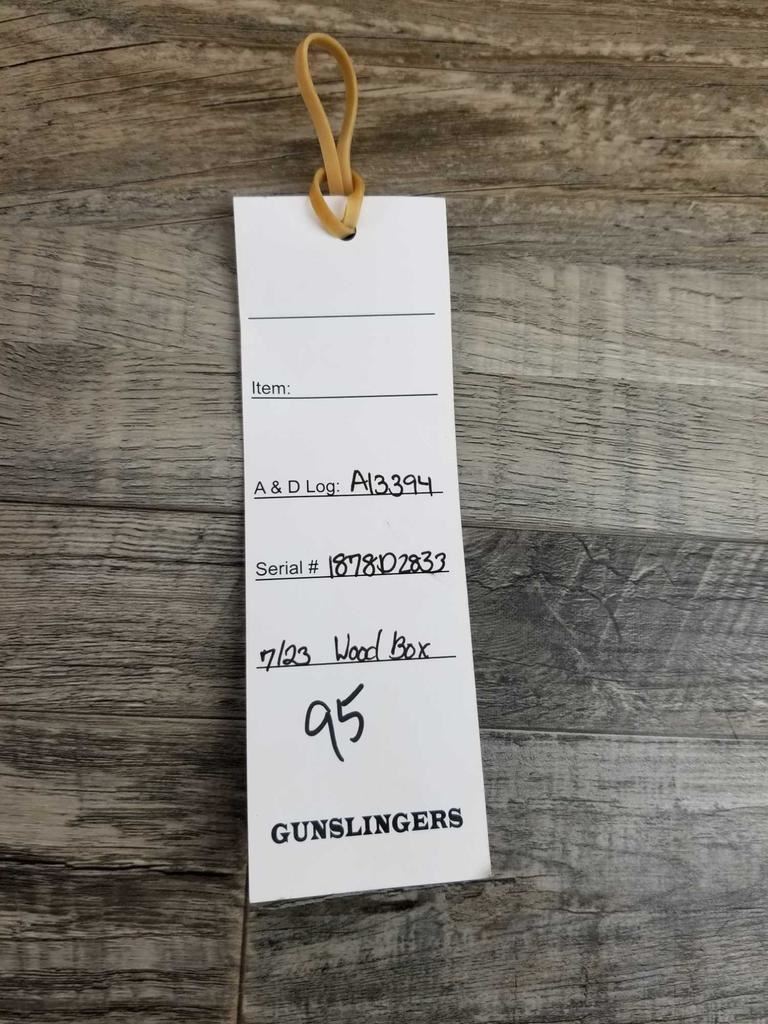 Item:
A & D Log: A13394
Serial # 1878D2833
7/23 Wood Box
95
GUNSLINGERS